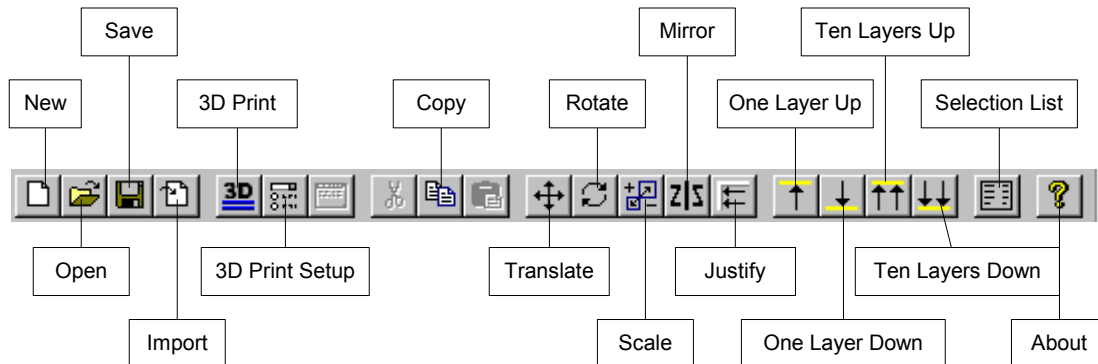 Save
Mirror
Ten Layers Up
New
3D Print
Copy
Rotate
One Layer Up
Selection List
3D
Z
Open
3D Print Setup
Translate
Justify
Ten Layers Down
Import
Scale
One Layer Down
About